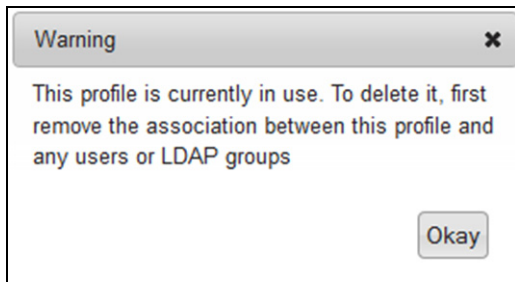 Warning
This profile is currently in use. To delete it, first
remove the association between this profile and
any users or LDAP groups
Okay